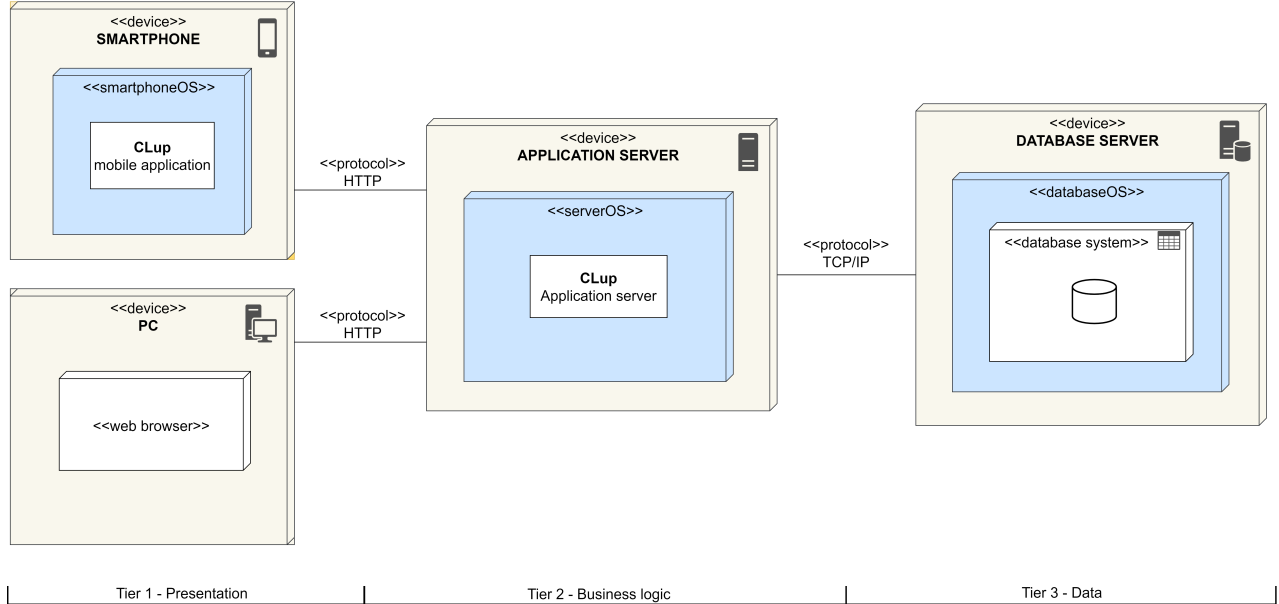 <<device>>
SMARTPHONE
<<smartphoneOS>>
CLup
mobile application
<<protocol>>
HTTP
<<device>>
PC
<<web browser>>
<<protocol>>
HTTP
<<device>>
APPLICATION SERVER
<<serverOS>>
CLup
Application server
<<protocol>>
TCP/IP
<<device>>
DATABASE SERVER
<<databaseOS>>
<<database system>>
Tier 1 - Presentation
Tier 2 - Business logic
Tier 3 - Data